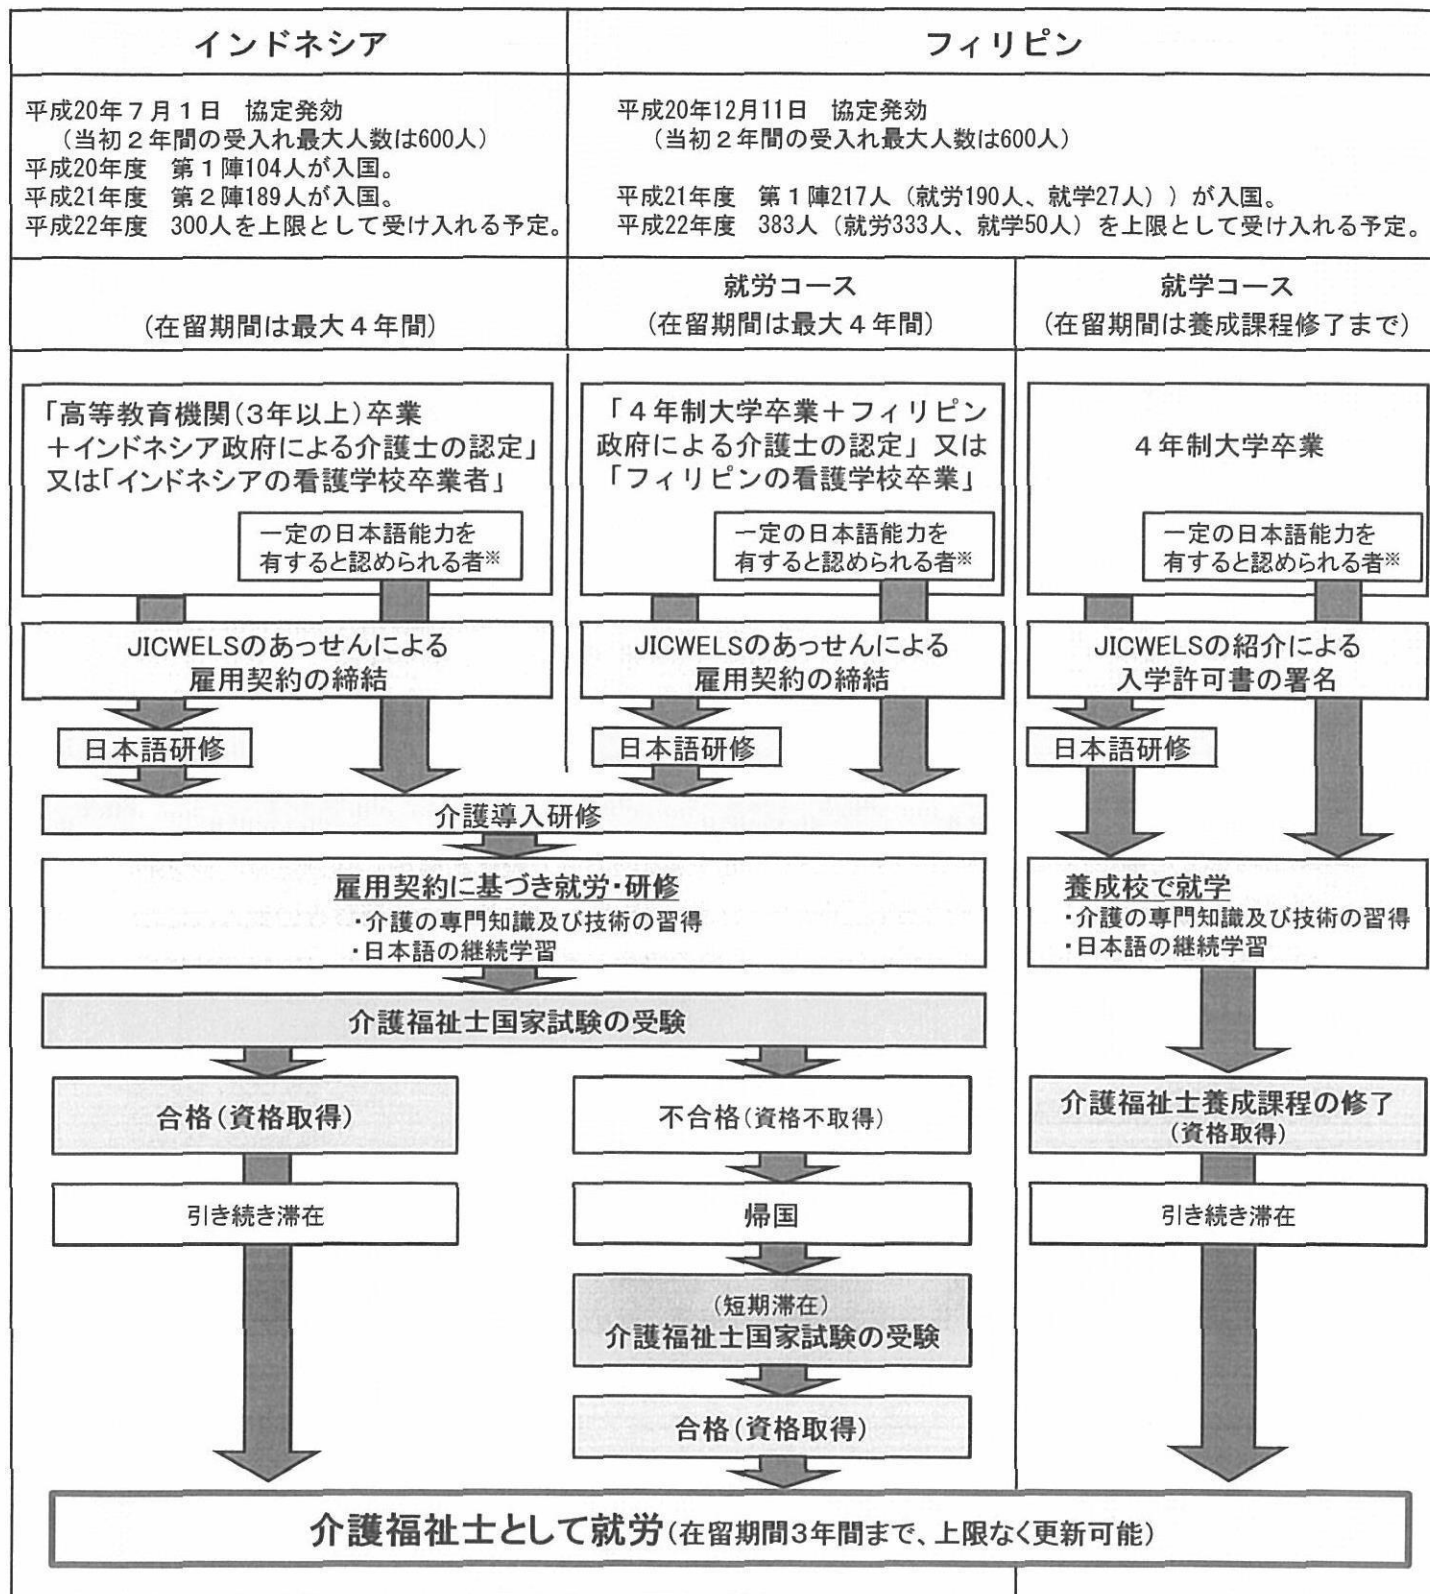 インドネシア
フィリピン
平成20年7月1日　協定発効
（当初2年間の受入れ最大人数は600人）
平成20年度　第1陣104人が入国。
平成21年度　第2陣189人が入国。
平成22年度　300人を上限として受け入れる予定。
平成20年12月11日　協定発効
（当初2年間の受入れ最大人数は600人）
平成21年度　第1陣217人（就労190人、就学27人））が入国。
平成22年度　383人（就労333人、就学50人）を上限として受け入れる予定。
（在留期間は最大4年間）
就労コース
（在留期間は最大4年間）
就学コース
（在留期間は養成課程修了まで）
「高等教育機関（3年以上）卒業
＋インドネシア政府による介護士の認定」
又は「インドネシアの看護学校卒業者」
一定の日本語能力を
有すると認められる者※
「4年制大学卒業＋フィリピン
政府による介護士の認定」又は
「フィリピンの看護学校卒業」
一定の日本語能力を
有すると認められる者※
4年制大学卒業
一定の日本語能力を
有すると認められる者※
JICWELSのあっせんによる
雇用契約の締結
JICWELSのあっせんによる
雇用契約の締結
JICWELSの紹介による
入学許可書の署名
日本語研修
日本語研修
日本語研修
介護導入研修
雇用契約に基づき就労・研修
・介護の専門知識及び技術の習得
・日本語の継続学習
養成校で就学
・介護の専門知識及び技術の習得
・日本語の継続学習
介護福祉士国家試験の受験
合格（資格取得）
不合格（資格不取得）
介護福祉士養成課程の修了
（資格取得）
引き続き滞在
帰国
引き続き滞在
（短期滞在）
介護福祉士国家試験の受験
合格（資格取得）
介護福祉士として就労（在留期間3年間まで、上限なく更新可能）